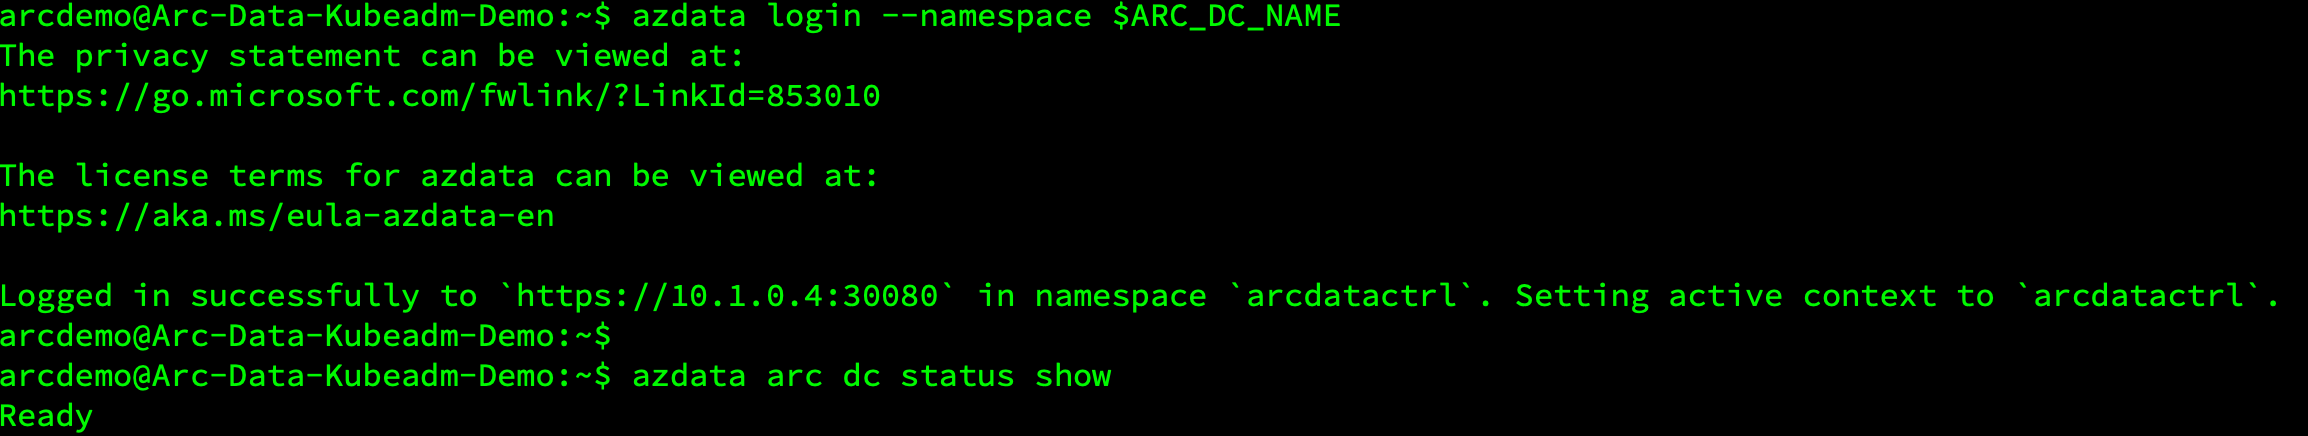 arcdemo@Arc-Data-Kubeadm-Demo:~$ azdata login --namespace $ARC_DC_NAME
The privacy statement can be viewed at:
https://go.microsoft.com/fwlink/?LinkId=853010
The license terms for azdata can be viewed at:
https://aka.ms/eula-azdata-en
Logged in successfully to `https://10.1.0.4:30080` in namespace `arcdatactrl`. Setting active context to `arcdatactrl`.
arcdemo@Arc-Data-Kubeadm-Demo:~$
arcdemo@Arc-Data-Kubeadm-Demo:~$ azdata arc dc status show
Ready